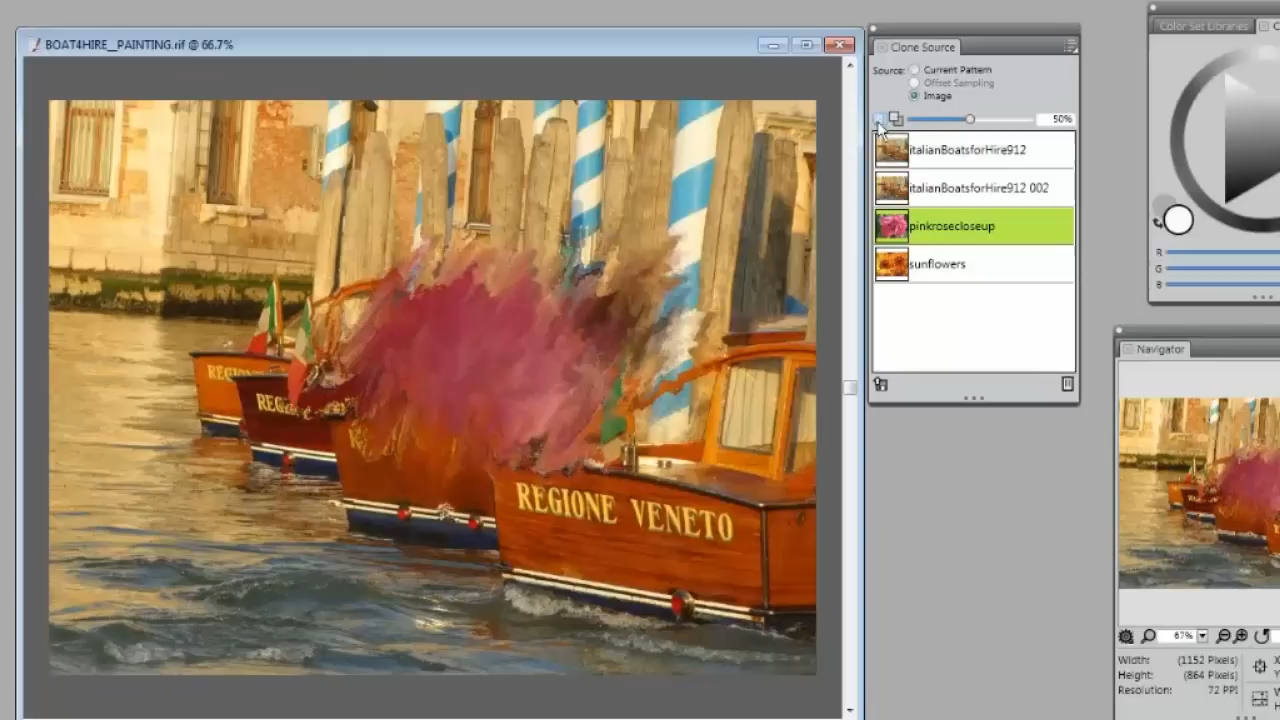 BOAT4HIRE_PAINTING.rif @ 66.7%
REGIONE VENETO
Clone Source
Source:
Current Pattern
Offset Sampling
Image
50%
italianBoatsforHire912
italianBoatsforHire912 002
pinkrosecloseup
sunflowers
Color Set Libraries
R
G
B
Navigator
67%
Width: (1152 Pixels)
Height: (864 Pixels)
Resolution: 72 PPI